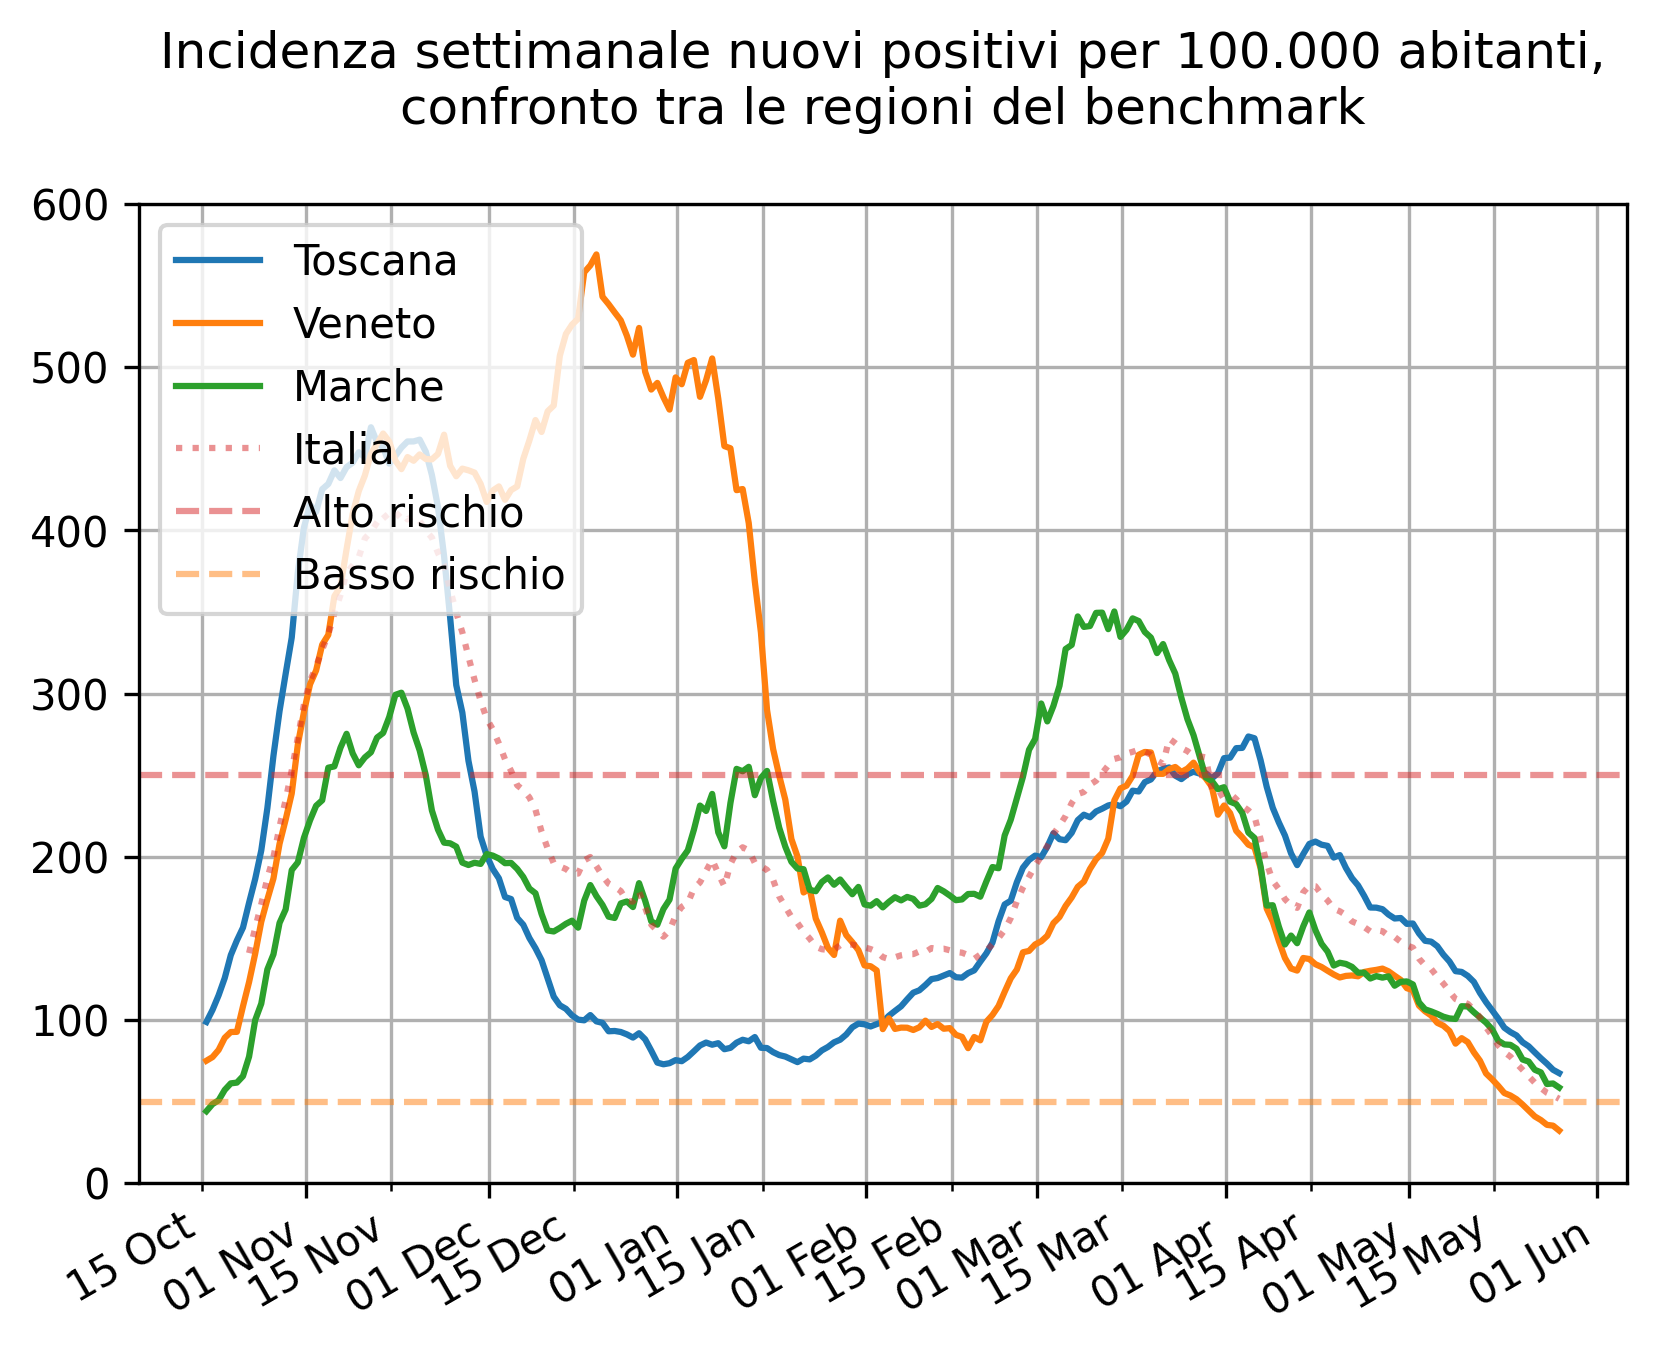 Incidenza settimanale nuovi positivi per 100.000 abitanti,
confronto tra le regioni del benchmark
600
500
400
300
200
100
0
Toscana
Veneto
Marche
Italia
Alto rischio
Basso rischio
15 Oct
01 Nov
15 Nov
01 Dec
15 Dec
01 Jan
15 Jan
01 Feb
15 Feb
01 Mar
15 Mar
01 Apr
15 Apr
01 May
15 May
01 Jun